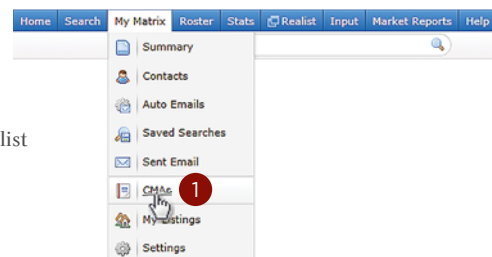 Home Search My Matrix Roster Stats Realist Input Market Reports Help
Summary
Contacts
Auto Emails
list
Saved Searches
Sent Email
CMAs 1
My Listings
Settings